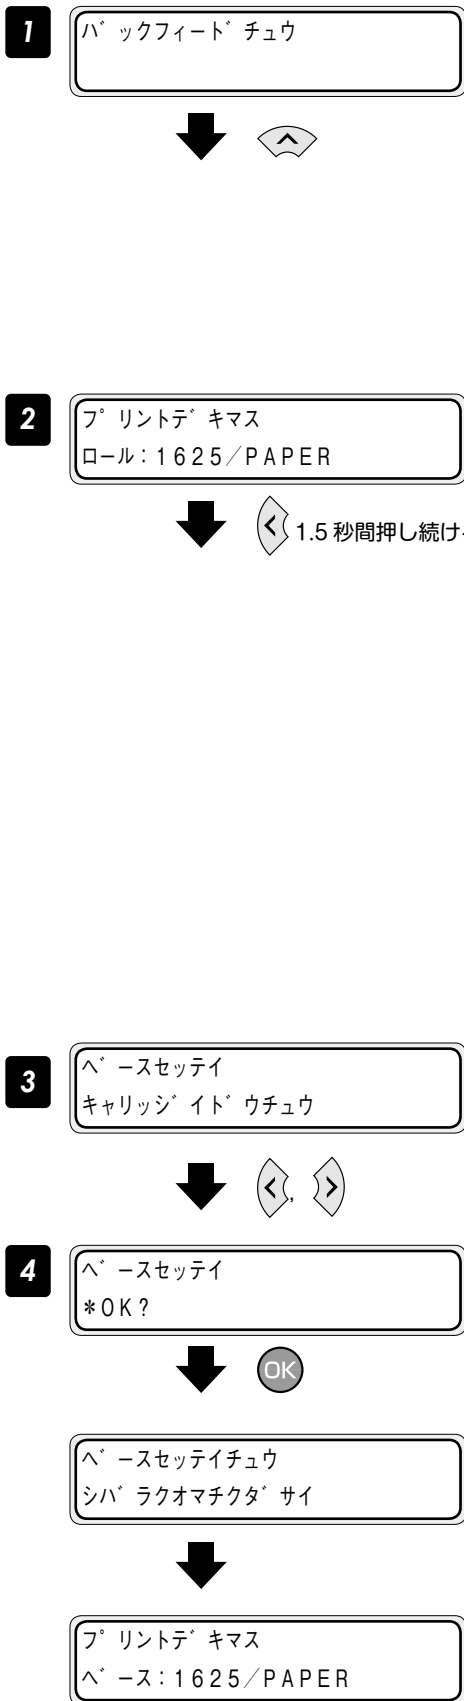 1
バックフィードチュウ
2
プリントデキマス
ロール:1625/PAPER
1.5秒間押し続け
3
ベースセッテイ
キャリッジイドウチュウ
,
4
ベースセッテイ
*OK?
OK
ベースセッテイチュウ
シバラクオマチクダサイ
プリントデキマス
ベース:1625/PAPER